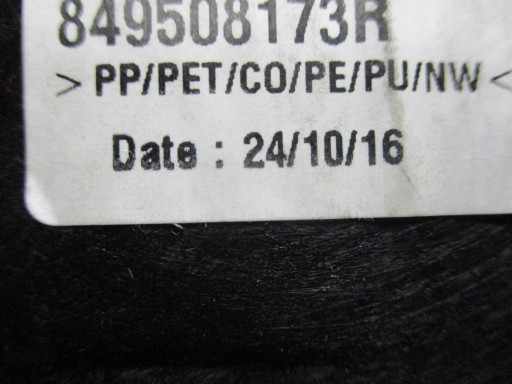 849508173R
> PP/PET/CO/PE/PU/NW <
Date : 24/10/16